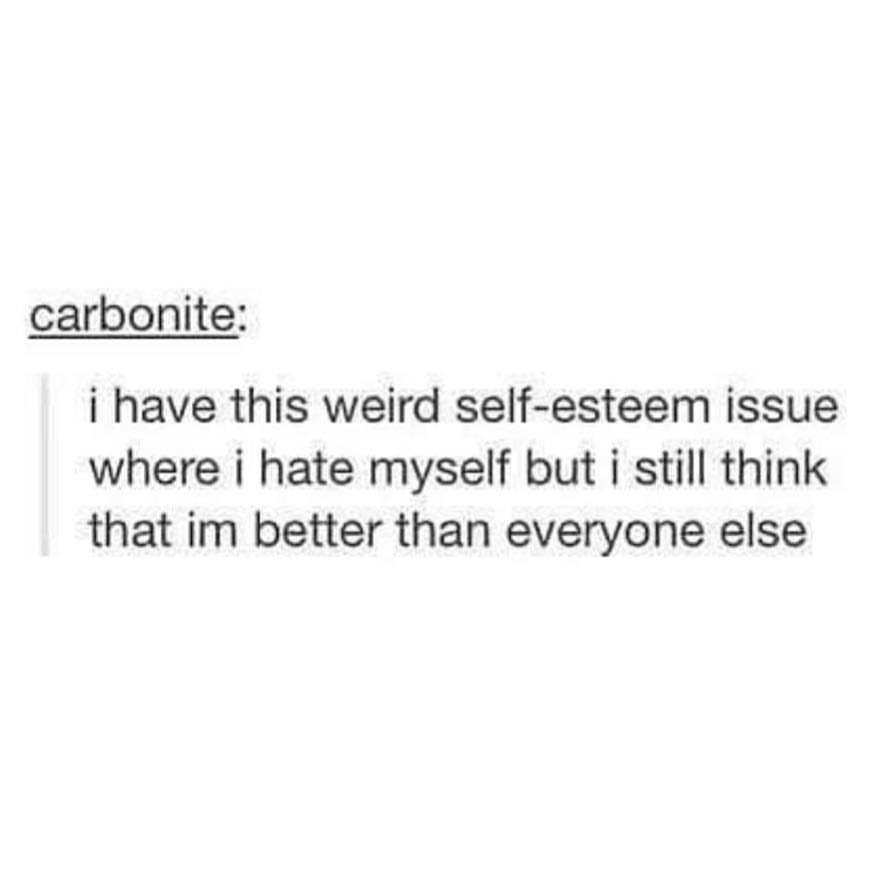 carbonite:
i have this weird self-esteem issue
where i hate myself but i still think
that im better than everyone else